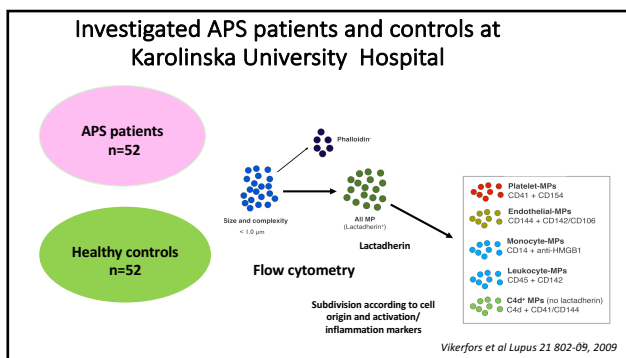 Investigated APS patients and controls at
Karolinska University Hospital
APS patients
n=52
Healthy controls
n=52
Phalloidin-
Size and complexity
< 1.0 µm
All MP
(Lactadherin+)
Lactadherin
Flow cytometry
Subdivision according to cell
origin and activation/
inflammation markers
Platelet-MPs
CD41 + CD154
Endothelial-MPs
CD144 + CD142/CD106
Monocyte-MPs
CD14 + anti-HMGB1
Leukocyte-MPs
CD45 + CD142
C4d+ MPs (no lactadherin)
C4d + CD41/CD144
Vikerfors et al Lupus 21 802-09, 2009